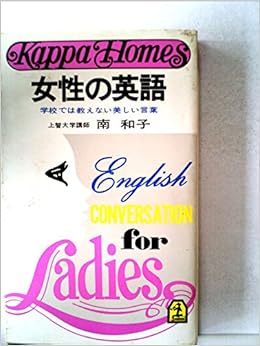 Kappa Homes
女性の英語
学校では教えない美しい言葉
上智大学講師 南 和子
A
English
CONVERSATION
for
Ladies